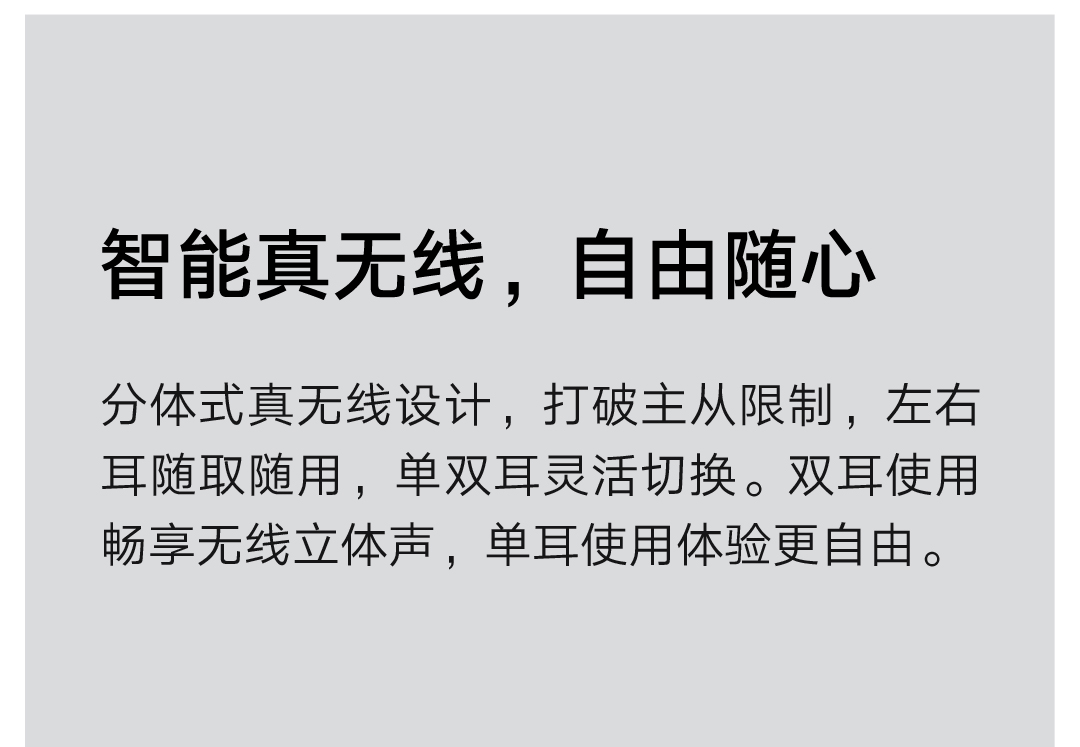 智能真无线，自由随心
分体式真无线设计，打破主从限制，左右
耳随取随用，单双耳灵活切换。双耳使用
畅享无线立体声，单耳使用体验更自由。